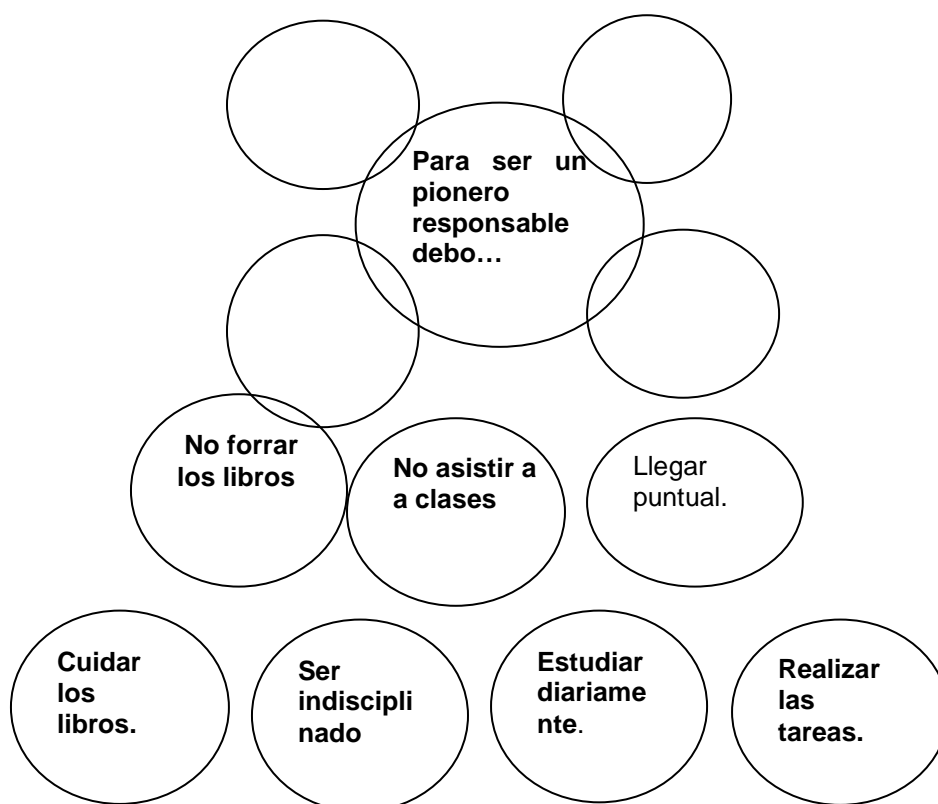 Para ser un
pionero
responsable
debo…
No forrar
los libros
No asistir a
a clases
Llegar
puntual.
Cuidar
los
libros.
Ser
indiscipli
nado
Estudiar
diariame
nte.
Realizar
las
tareas.